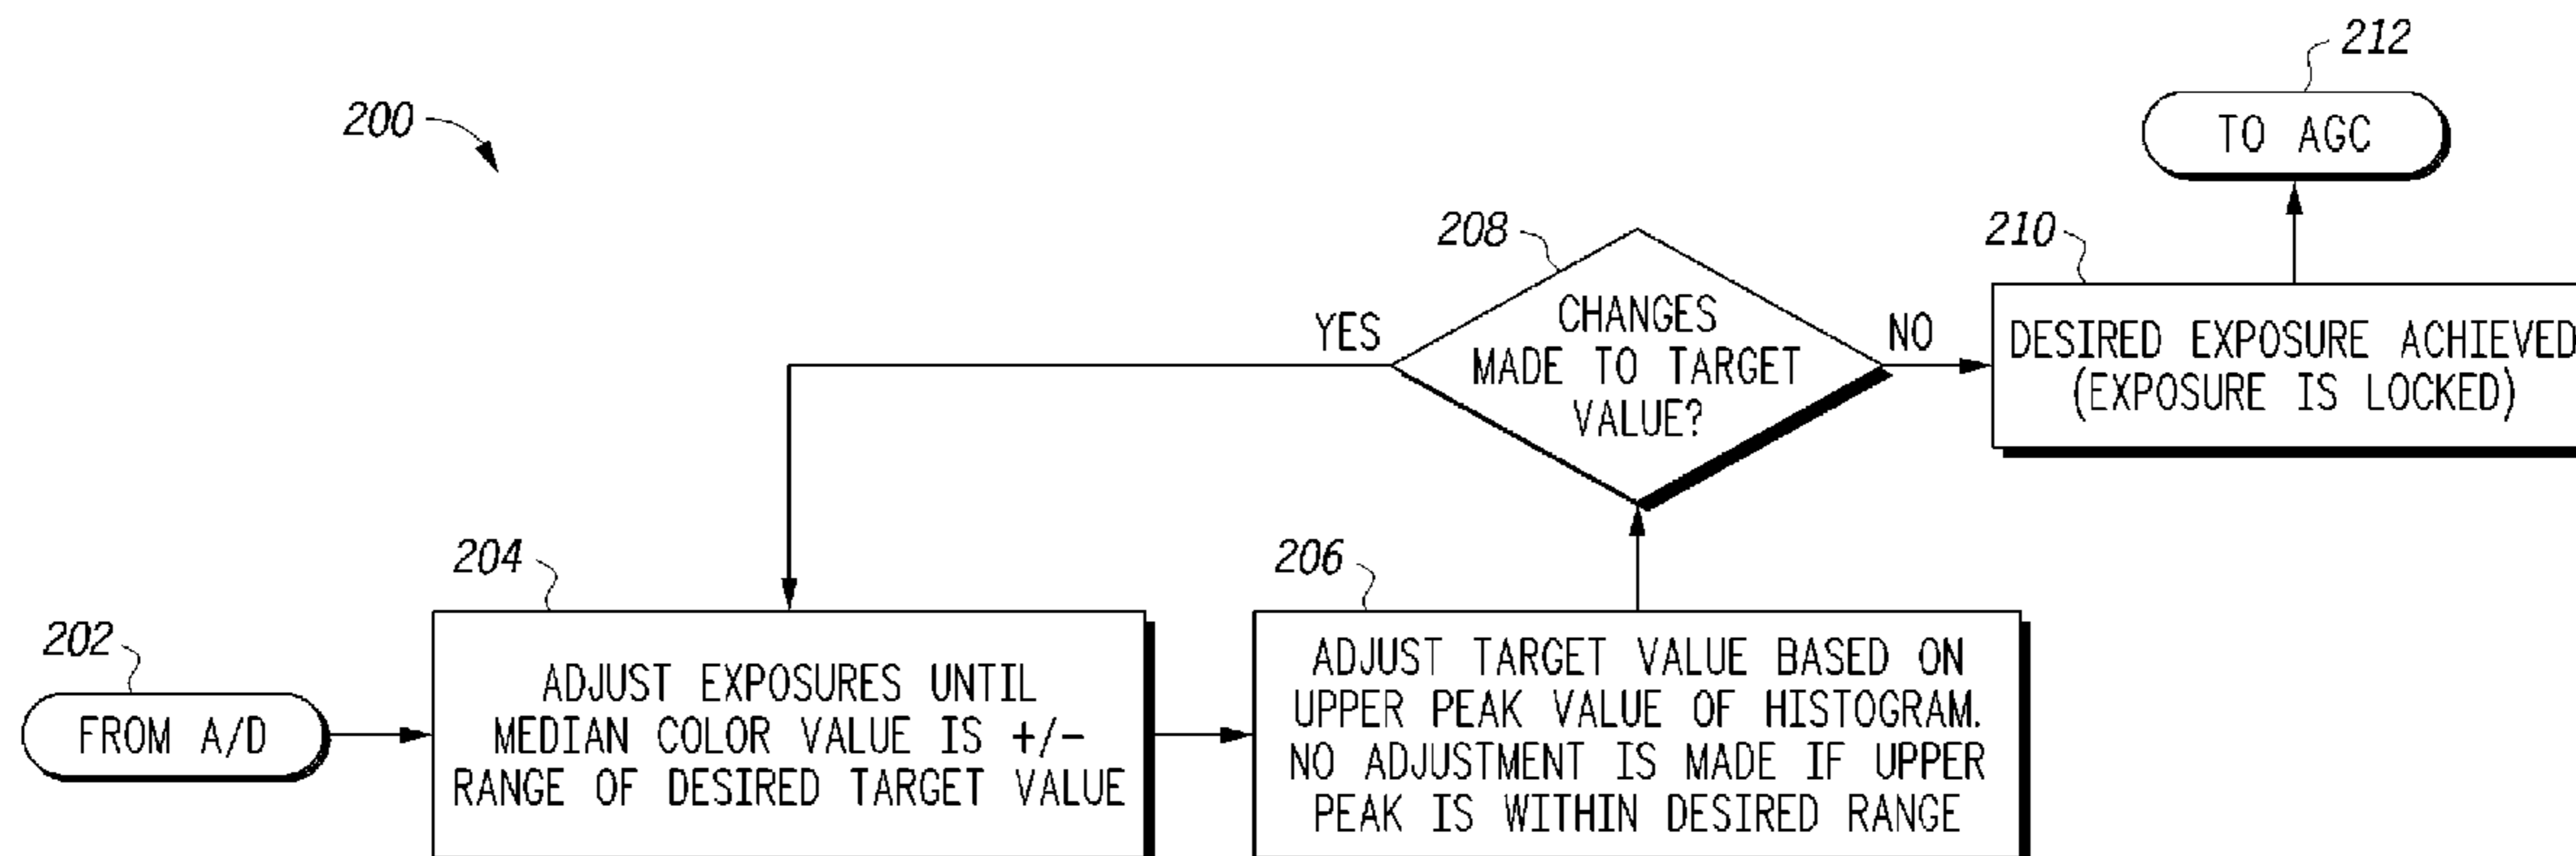 200
212
TO AGC
208
CHANGES
MADE TO TARGET
VALUE?
YES
NO
210
DESIRED EXPOSURE ACHIEVED
(EXPOSURE IS LOCKED)
202
FROM A/D
204
ADJUST EXPOSURES UNTIL
MEDIAN COLOR VALUE IS +/-
RANGE OF DESIRED TARGET VALUE
206
ADJUST TARGET VALUE BASED ON
UPPER PEAK VALUE OF HISTOGRAM.
NO ADJUSTMENT IS MADE IF UPPER
PEAK IS WITHIN DESIRED RANGE